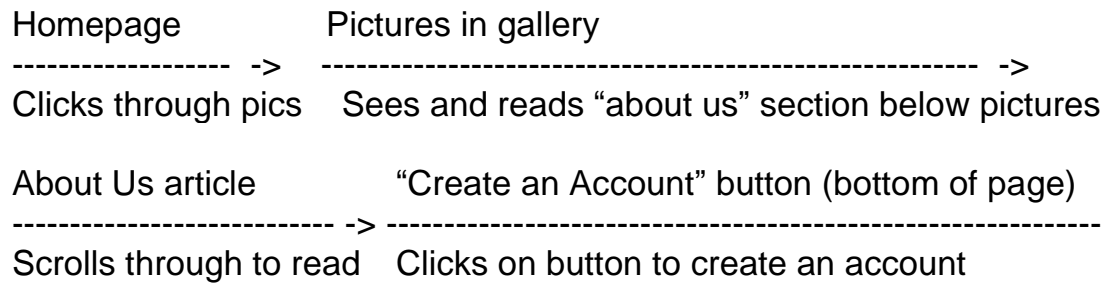 Homepage Pictures in gallery
------------------- -> --------------------------------------------------------- ->
Clicks through pics Sees and reads “about us” section below pictures
About Us article “Create an Account” button (bottom of page)
---------------------------- -> --------------------------------------------------------------
Scrolls through to read Clicks on button to create an account